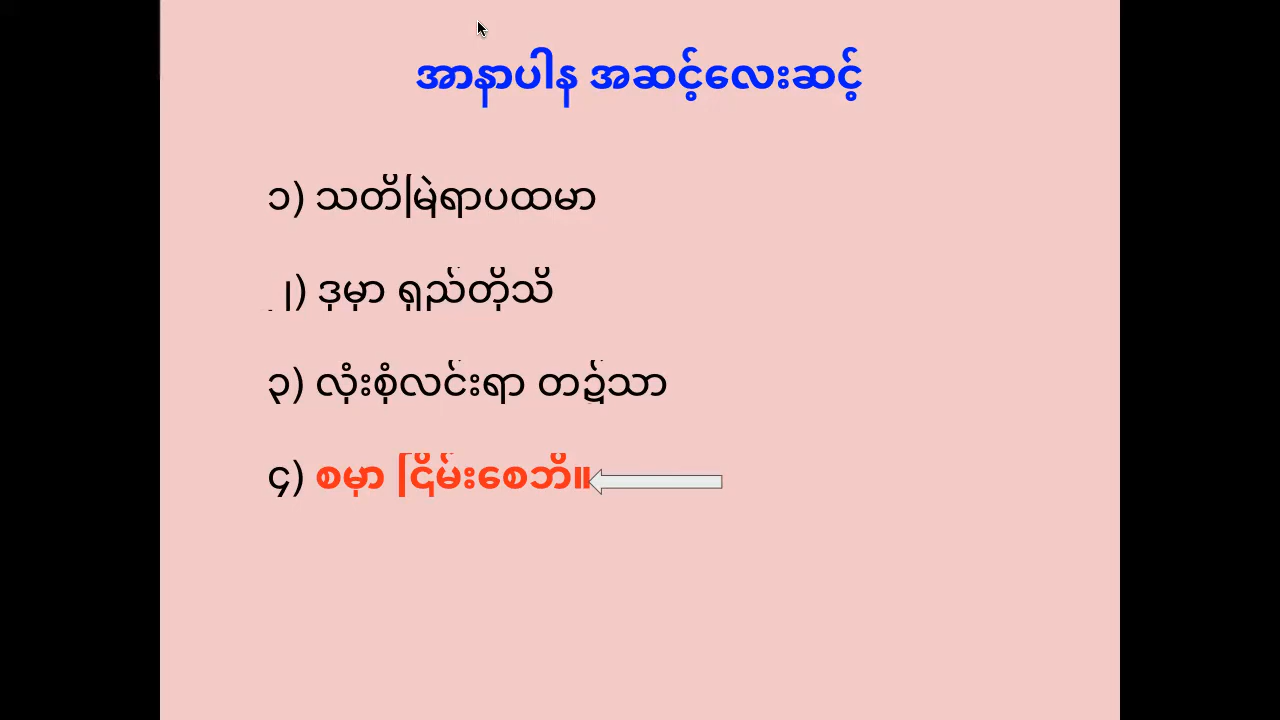 အာနာပါန အဆင့်လေးဆင့်
၁) သတိမြဲရာပထမာ
၂) ဒုမှာ ရှည်တိုသိ
၃) လုံးစုံလင်းရာ တဉ်သာ
၄) စမှာ ငြိမ်းစေဘိ။